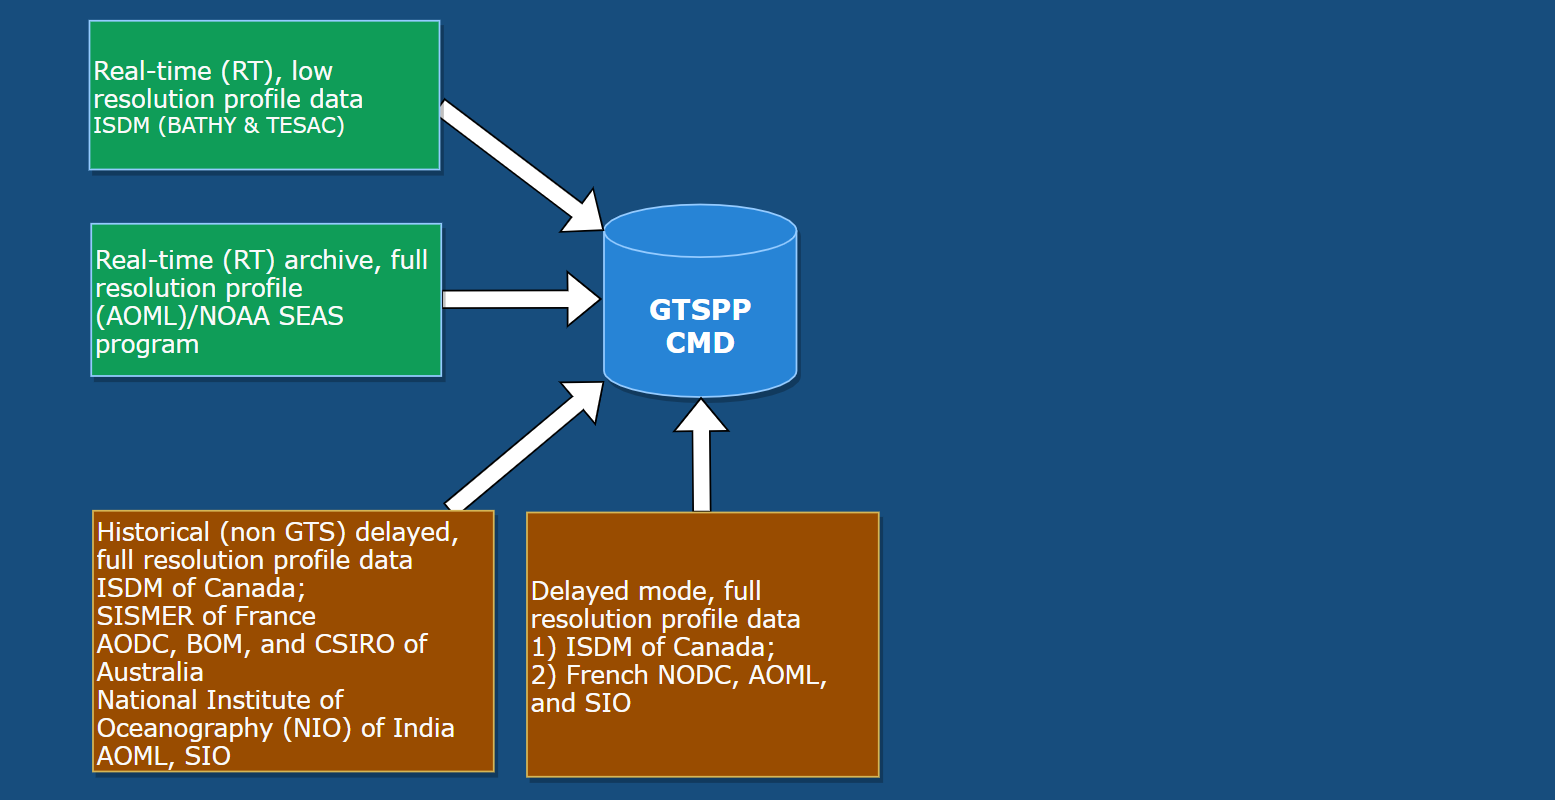 Real-time (RT), low
resolution profile data
ISDM (BATHY & TESAC)
Real-time (RT) archive, full
resolution profile
(AOML)/NOAA SEAS
program
GTSPP
CMD
Historical (non GTS) delayed,
full resolution profile data
ISDM of Canada;
SISMER of France
AODC, BOM, and CSIRO of
Australia
National Institute of
Oceanography (NIO) of India
AOML, SIO
Delayed mode, full
resolution profile data
1) ISDM of Canada;
2) French NODC, AOML,
and SIO